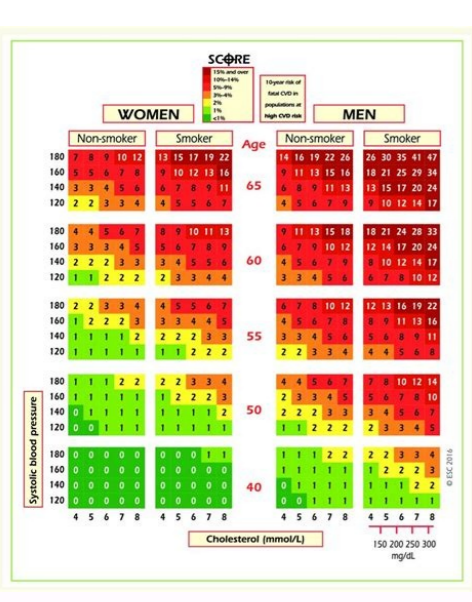 SCORE
15% and over
10%–14%
5%–9%
3%–4%
2%
1%
<1%
10-year risk of
fatal CVD in
populations at
high CVD risk
WOMEN MEN
Non-smoker Smoker Age Non-smoker Smoker
180 7 8 9 10 12 13 15 17 19 22 14 16 19 22 26 26 30 35 41 47
160 5 5 6 7 8 9 10 12 13 16 9 11 13 15 16 18 21 25 29 34
140 3 3 4 5 6 6 7 8 9 11 65 6 8 9 11 13 13 15 17 20 24
120 2 2 3 3 4 4 5 5 6 7 4 5 6 7 9 9 10 12 14 17
180 4 4 5 6 7 8 9 10 11 13 9 11 13 15 18 18 21 24 28 33
160 3 3 3 4 5 5 6 7 8 9 6 7 9 10 12 12 14 17 20 24
140 2 2 2 3 3 3 4 5 5 6 60 4 5 6 7 9 8 10 12 14 17
120 1 1 2 2 2 2 3 3 4 4 3 3 4 5 6 6 7 8 10 12
180 2 2 3 3 4 4 5 5 6 7 6 7 8 10 12 12 13 16 19 22
160 1 2 2 2 3 3 3 4 4 5 4 5 6 7 8 8 9 11 13 16
140 1 1 1 1 2 2 2 2 3 3 55 3 3 4 5 6 5 6 8 9 11
120 1 1 1 1 1 1 1 2 2 2 2 2 3 3 4 4 4 5 6 8
180 1 1 1 2 2 2 2 3 3 4 4 4 5 6 7 7 8 10 12 14
160 1 1 1 1 1 1 2 2 2 3 2 3 3 4 5 5 6 7 8 10
140 0 1 1 1 1 1 1 1 1 2 50 2 2 2 3 3 3 4 5 6 7
120 0 0 1 1 1 1 1 1 1 1 1 1 2 2 2 2 3 3 4 5
180 0 0 0 0 0 0 0 0 1 1 1 1 1 2 2 2 2 3 3 4
160 0 0 0 0 0 0 0 0 0 0 1 1 1 1 1 1 2 2 2 3
140 0 0 0 0 0 0 0 0 0 0 40 0 1 1 1 1 1 1 1 2 2
120 0 0 0 0 0 0 0 0 0 0 0 0 1 1 1 1 1 1 1 1
4 5 6 7 8 4 5 6 7 8 4 5 6 7 8 4 5 6 7 8
Systolic blood pressure
Cholesterol (mmol/L)
150 200 250 300
mg/dL
© ESC 2016